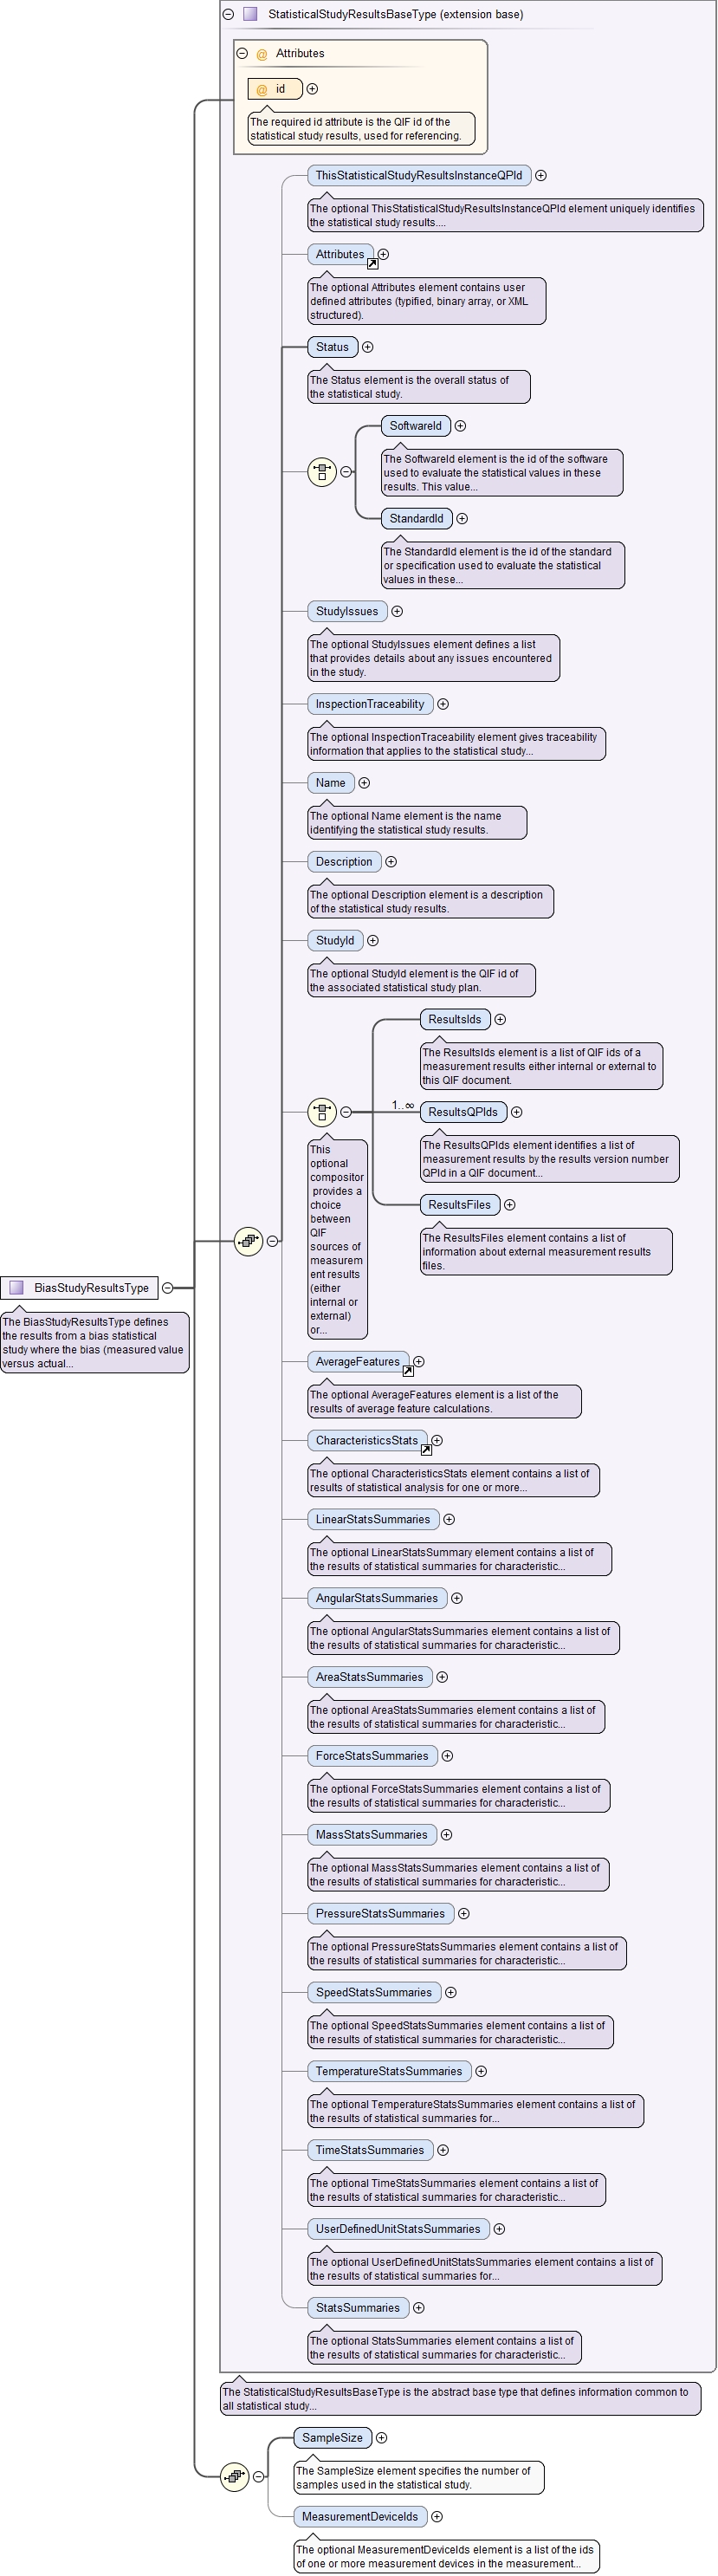 StatisticalStudyResultsBaseType (extension base)
@ Attributes
@ id
The required id attribute is the QIF id of the
statistical study results, used for referencing.
ThisStatisticalStudyResultsInstanceQPId
The optional ThisStatisticalStudyResultsInstanceQPId element uniquely identifies
the statistical study results....
Attributes
The optional Attributes element contains user
defined attributes (typified, binary array, or XML
structured).
Status
The Status element is the overall status of
the statistical study.
SoftwareId
The SoftwareId element is the id of the software
used to evaluate the statistical values in these
results. This value...
StandardId
The StandardId element is the id of the standard
or specification used to evaluate the statistical
values in these...
StudyIssues
The optional StudyIssues element defines a list
that provides details about any issues encountered
in the study.
InspectionTraceability
The optional InspectionTraceability element gives traceability
information that applies to the statistical study...
Name
The optional Name element is the name
identifying the statistical study results.
Description
The optional Description element is a description
of the statistical study results.
StudyId
The optional StudyId element is the QIF id of
the associated statistical study plan.
ResultsIds
The ResultsIds element is a list of QIF ids of a
measurement results either internal or external to
this QIF document.
1..∞
ResultsQPIds
The ResultsQPIds element identifies a list of
measurement results by the results version number
QPId in a QIF document...
ResultsFiles
The ResultsFiles element contains a list of
information about external measurement results
files.
This
optional
compositor
provides a
choice
between
QIF
sources of
measurem
ent results
(either
internal or
external)
or...
BiasStudyResultsType
The BiasStudyResultsType defines
the results from a bias statistical
study where the bias (measured value
versus actual...
AverageFeatures
The optional AverageFeatures element is a list of the
results of average feature calculations.
CharacteristicsStats
The optional CharacteristicsStats element contains a list of
results of statistical analysis for one or more...
LinearStatsSummaries
The optional LinearStatsSummary element contains a list of
the results of statistical summaries for characteristic...
AngularStatsSummaries
The optional AngularStatsSummaries element contains a list of
the results of statistical summaries for characteristic...
AreaStatsSummaries
The optional AreaStatsSummaries element contains a list of
the results of statistical summaries for characteristic...
ForceStatsSummaries
The optional ForceStatsSummaries element contains a list of
the results of statistical summaries for characteristic...
MassStatsSummaries
The optional MassStatsSummaries element contains a list of
the results of statistical summaries for characteristic...
PressureStatsSummaries
The optional PressureStatsSummaries element contains a list of
the results of statistical summaries for characteristic...
SpeedStatsSummaries
The optional SpeedStatsSummaries element contains a list of
the results of statistical summaries for characteristic...
TemperatureStatsSummaries
The optional TemperatureStatsSummaries element contains a list of
the results of statistical summaries for...
TimeStatsSummaries
The optional TimeStatsSummaries element contains a list of
the results of statistical summaries for characteristic...
UserDefinedUnitStatsSummaries
The optional UserDefinedUnitStatsSummaries element contains a list of
the results of statistical summaries for...
StatsSummaries
The optional StatsSummaries element contains a list of
the results of statistical summaries for characteristic...
The StatisticalStudyResultsBaseType is the abstract base type that defines information common to
all statistical study...
SampleSize
The SampleSize element specifies the number of
samples used in the statistical study.
MeasurementDeviceIds
The optional MeasurementDeviceIds element is a list of the ids
of one or more measurement devices in the measurement...